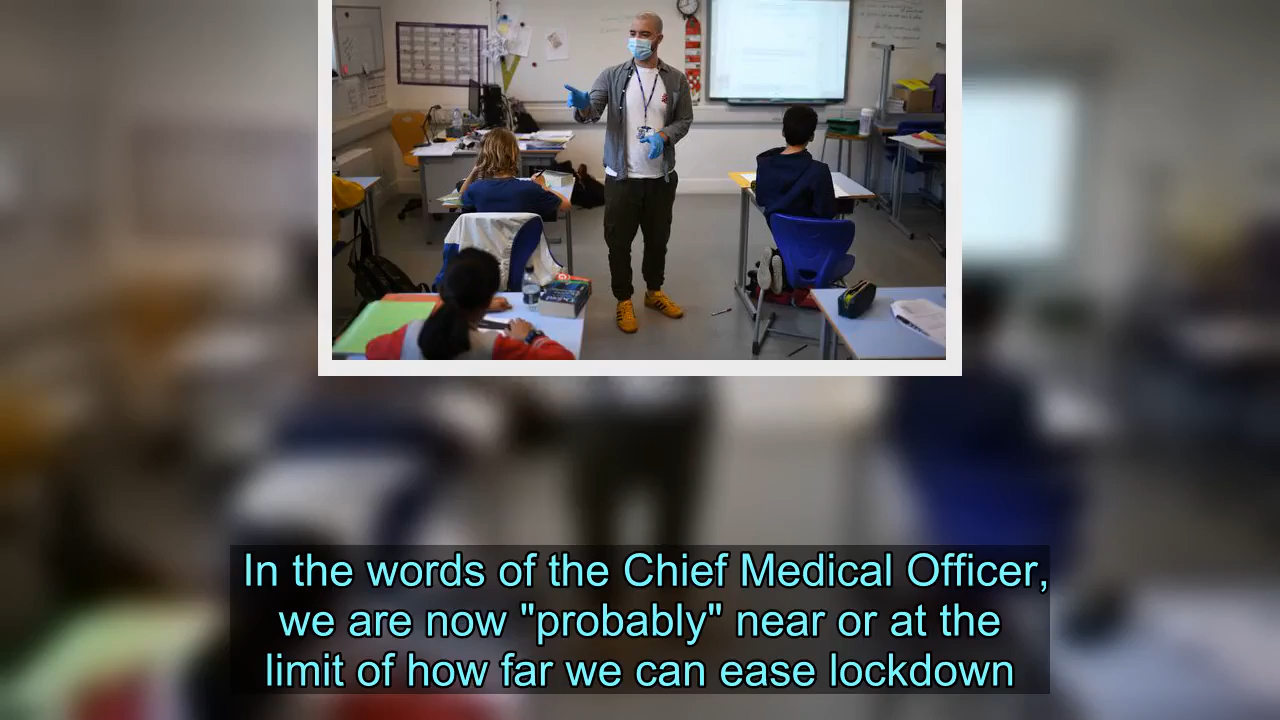 In the words of the Chief Medical Officer,
we are now "probably" near or at the
limit of how far we can ease lockdown